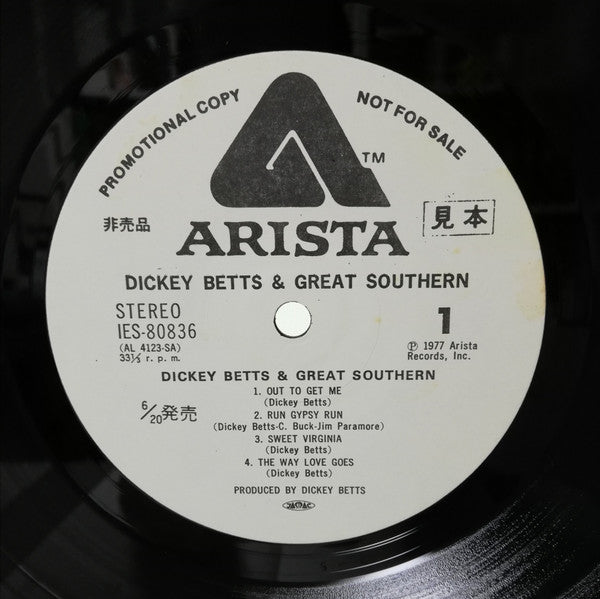 PROMOTIONAL COPY
NOT FOR SALE
TM
非売品
見本
ARISTA
DICKEY BETTS & GREAT SOUTHERN
STEREO
IES-80836
(AL 4123-SA)
33⅓ r. p. m.
1
Ⓟ 1977 Arista
Records, Inc.
DICKEY BETTS & GREAT SOUTHERN
1. OUT TO GET ME
(Dickey Betts)
2. RUN GYPSY RUN
(Dickey Betts-C. Buck-Jim Paramore)
3. SWEET VIRGINIA
(Dickey Betts)
4. THE WAY LOVE GOES
(Dickey Betts)
6/20発売
PRODUCED BY DICKEY BETTS
JASRAC